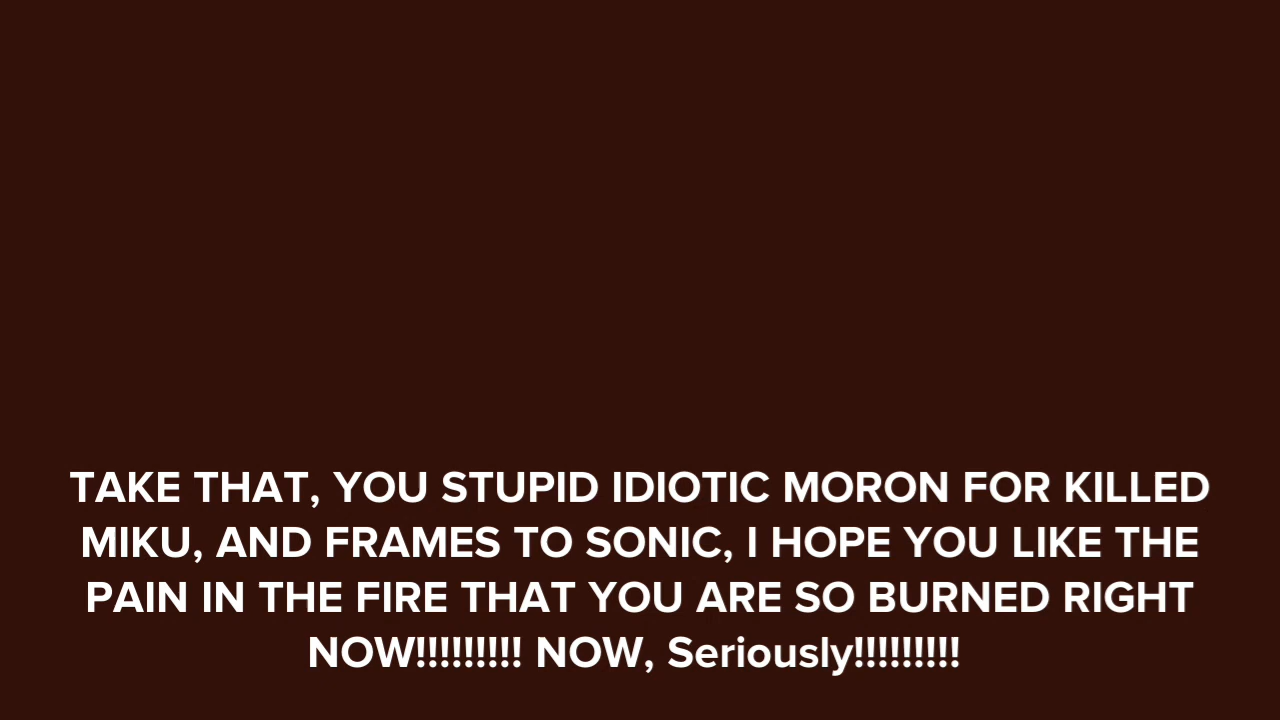 TAKE THAT, YOU STUPID IDIOTIC MORON FOR KILLED
MIKU, AND FRAMES TO SONIC, I HOPE YOU LIKE THE
PAIN IN THE FIRE THAT YOU ARE SO BURNED RIGHT
NOW!!!!!!!!! NOW, Seriously!!!!!!!!!